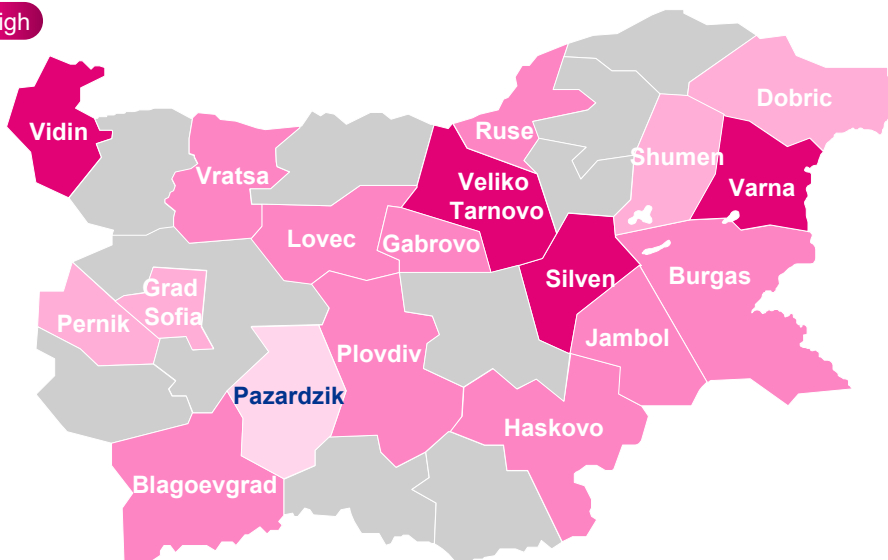 igh
Dobric
Vidin
Ruse
Shumen
Vratsa
Veliko
Tarnovo
Varna
Lovec
Gabrovo
Silven
Burgas
Grad
Sofia
Pernik
Jambol
Plovdiv
Pazardzik
Haskovo
Blagoevgrad